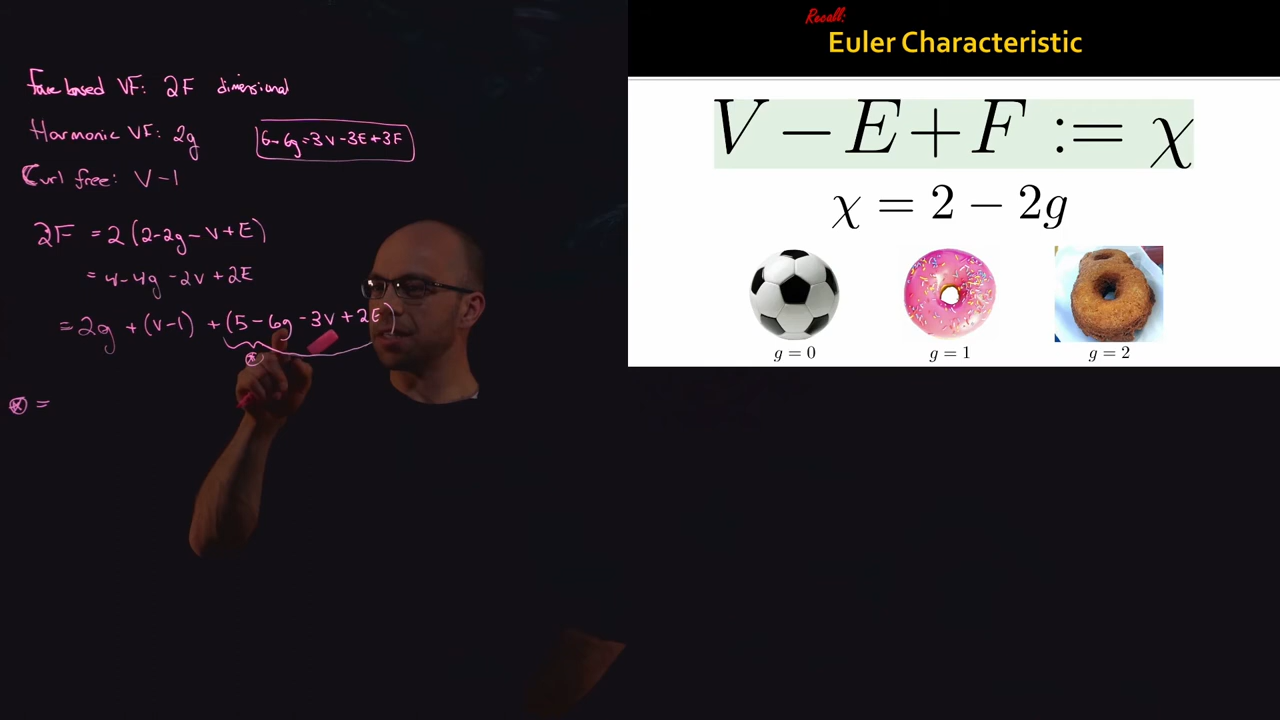 Face based VF: 2F dimensional
Harmonic VF: 2g
6-6g=3V-3E+3F
Curl free: V-1
2F = 2(2-2g-V+E)
= 4-4g-2V+2E
= 2g + (V-1) + (5-6g-3V+2E)
⊛
⊛ =
Recall:
Euler Characteristic
V − E + F := χ
χ = 2 − 2g
g = 0
g = 1
g = 2